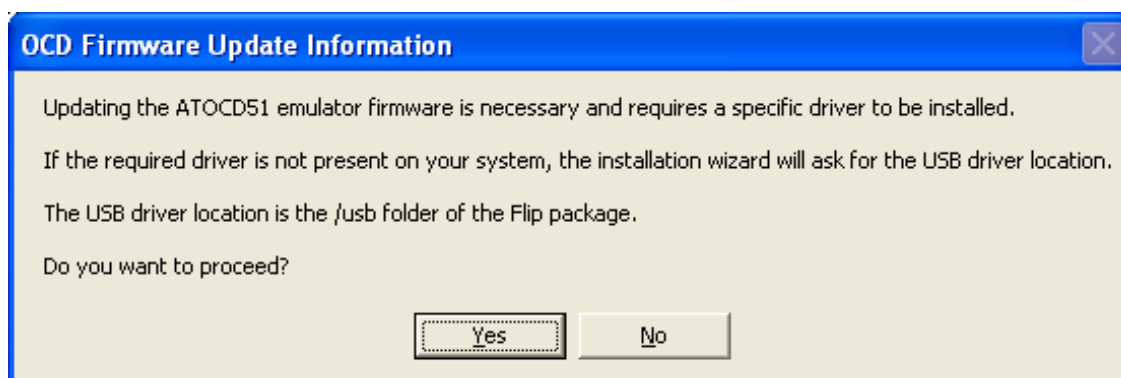 OCD Firmware Update Information
Updating the ATOCD51 emulator firmware is necessary and requires a specific driver to be installed.
If the required driver is not present on your system, the installation wizard will ask for the USB driver location.
The USB driver location is the /usb folder of the Flip package.
Do you want to proceed?
Yes
No